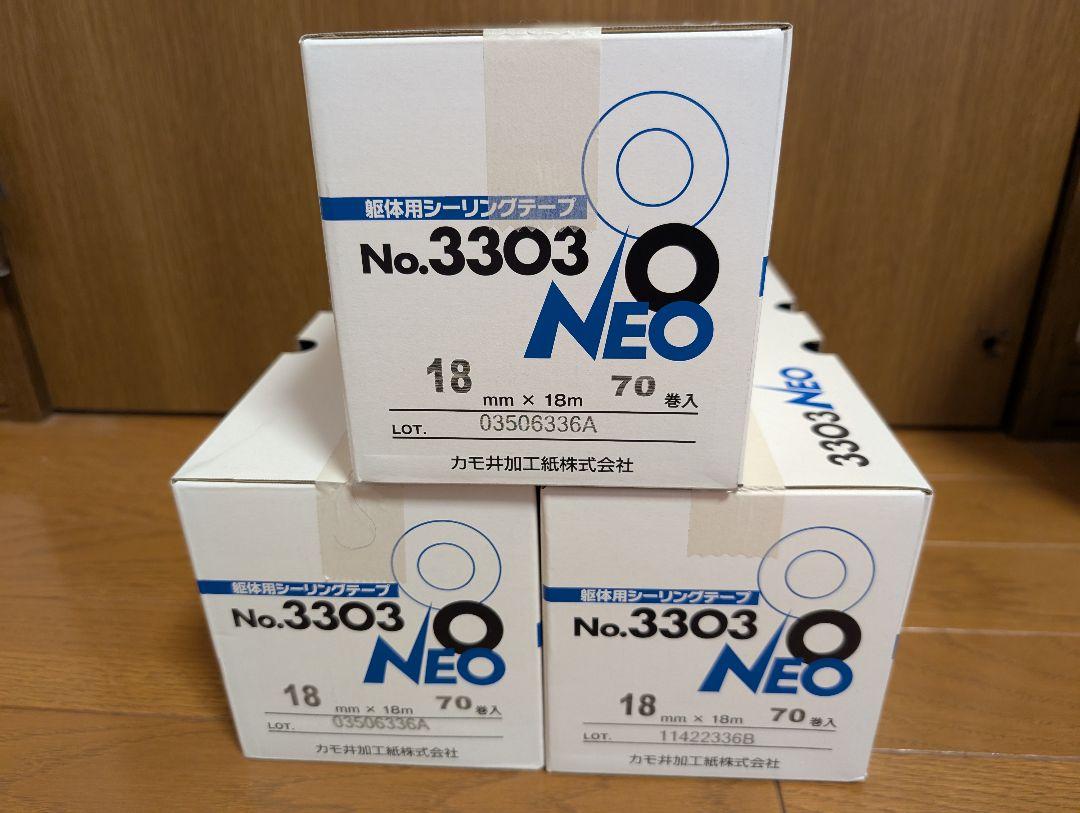 躯体用シーリングテープ
No.3303
NEO
18 mm × 18m 70 巻入
LOT. 03506336A
カモ井加工紙株式会社
3303 NEO
躯体用シーリングテープ
No.3303
NEO
18 mm × 18m 70 巻入
LOT. 03506336A
カモ井加工紙株式会社
躯体用シーリングテープ
No.3303
NEO
18 mm × 18m 70 巻入
LOT. 11422336B
カモ井加工紙株式会社